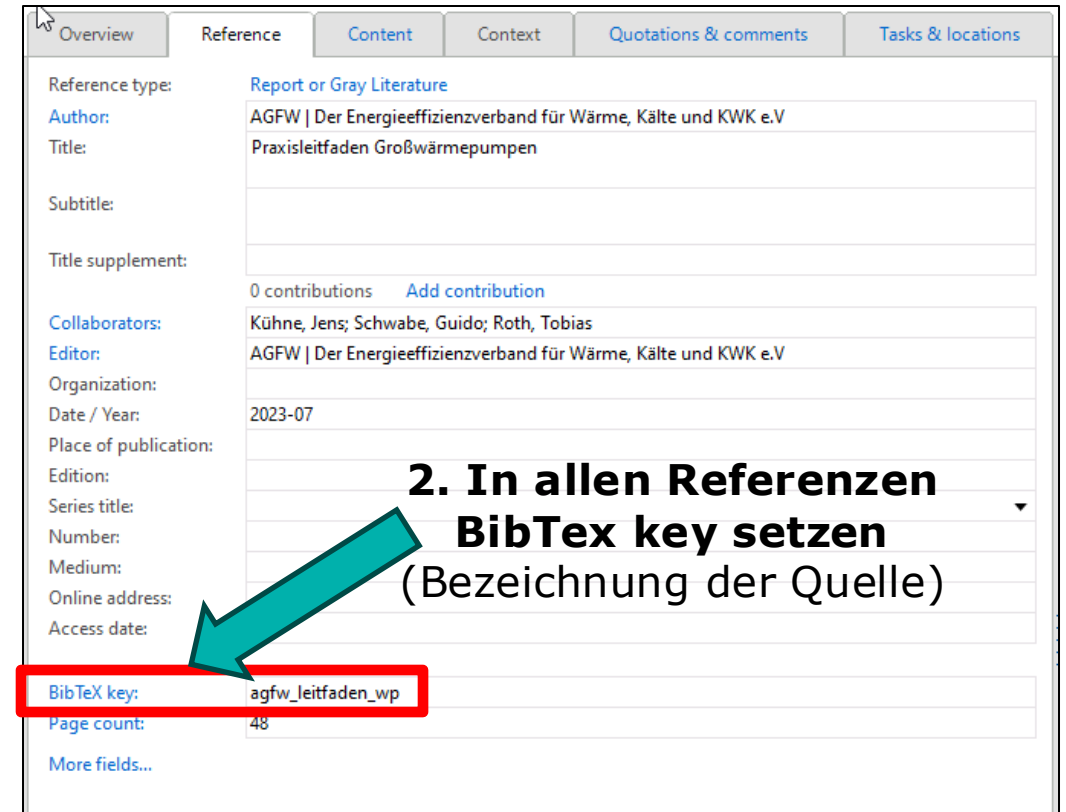 Overview Reference Content Context Quotations & comments Tasks & locations
Reference type: Report or Gray Literature
Author: AGFW | Der Energieeffizienzverband für Wärme, Kälte und KWK e.V
Title: Praxisleitfaden Großwärmepumpen
Subtitle:
Title supplement:
0 contributions Add contribution
Collaborators: Kühne, Jens; Schwabe, Guido; Roth, Tobias
Editor: AGFW | Der Energieeffizienzverband für Wärme, Kälte und KWK e.V
Organization:
Date / Year: 2023-07
Place of publication:
Edition:
Series title:
Number:
Medium:
Online address:
Access date:
2. In allen Referenzen
BibTex key setzen
(Bezeichnung der Quelle)
BibTeX key: agfw_leitfaden_wp
Page count: 48
More fields...